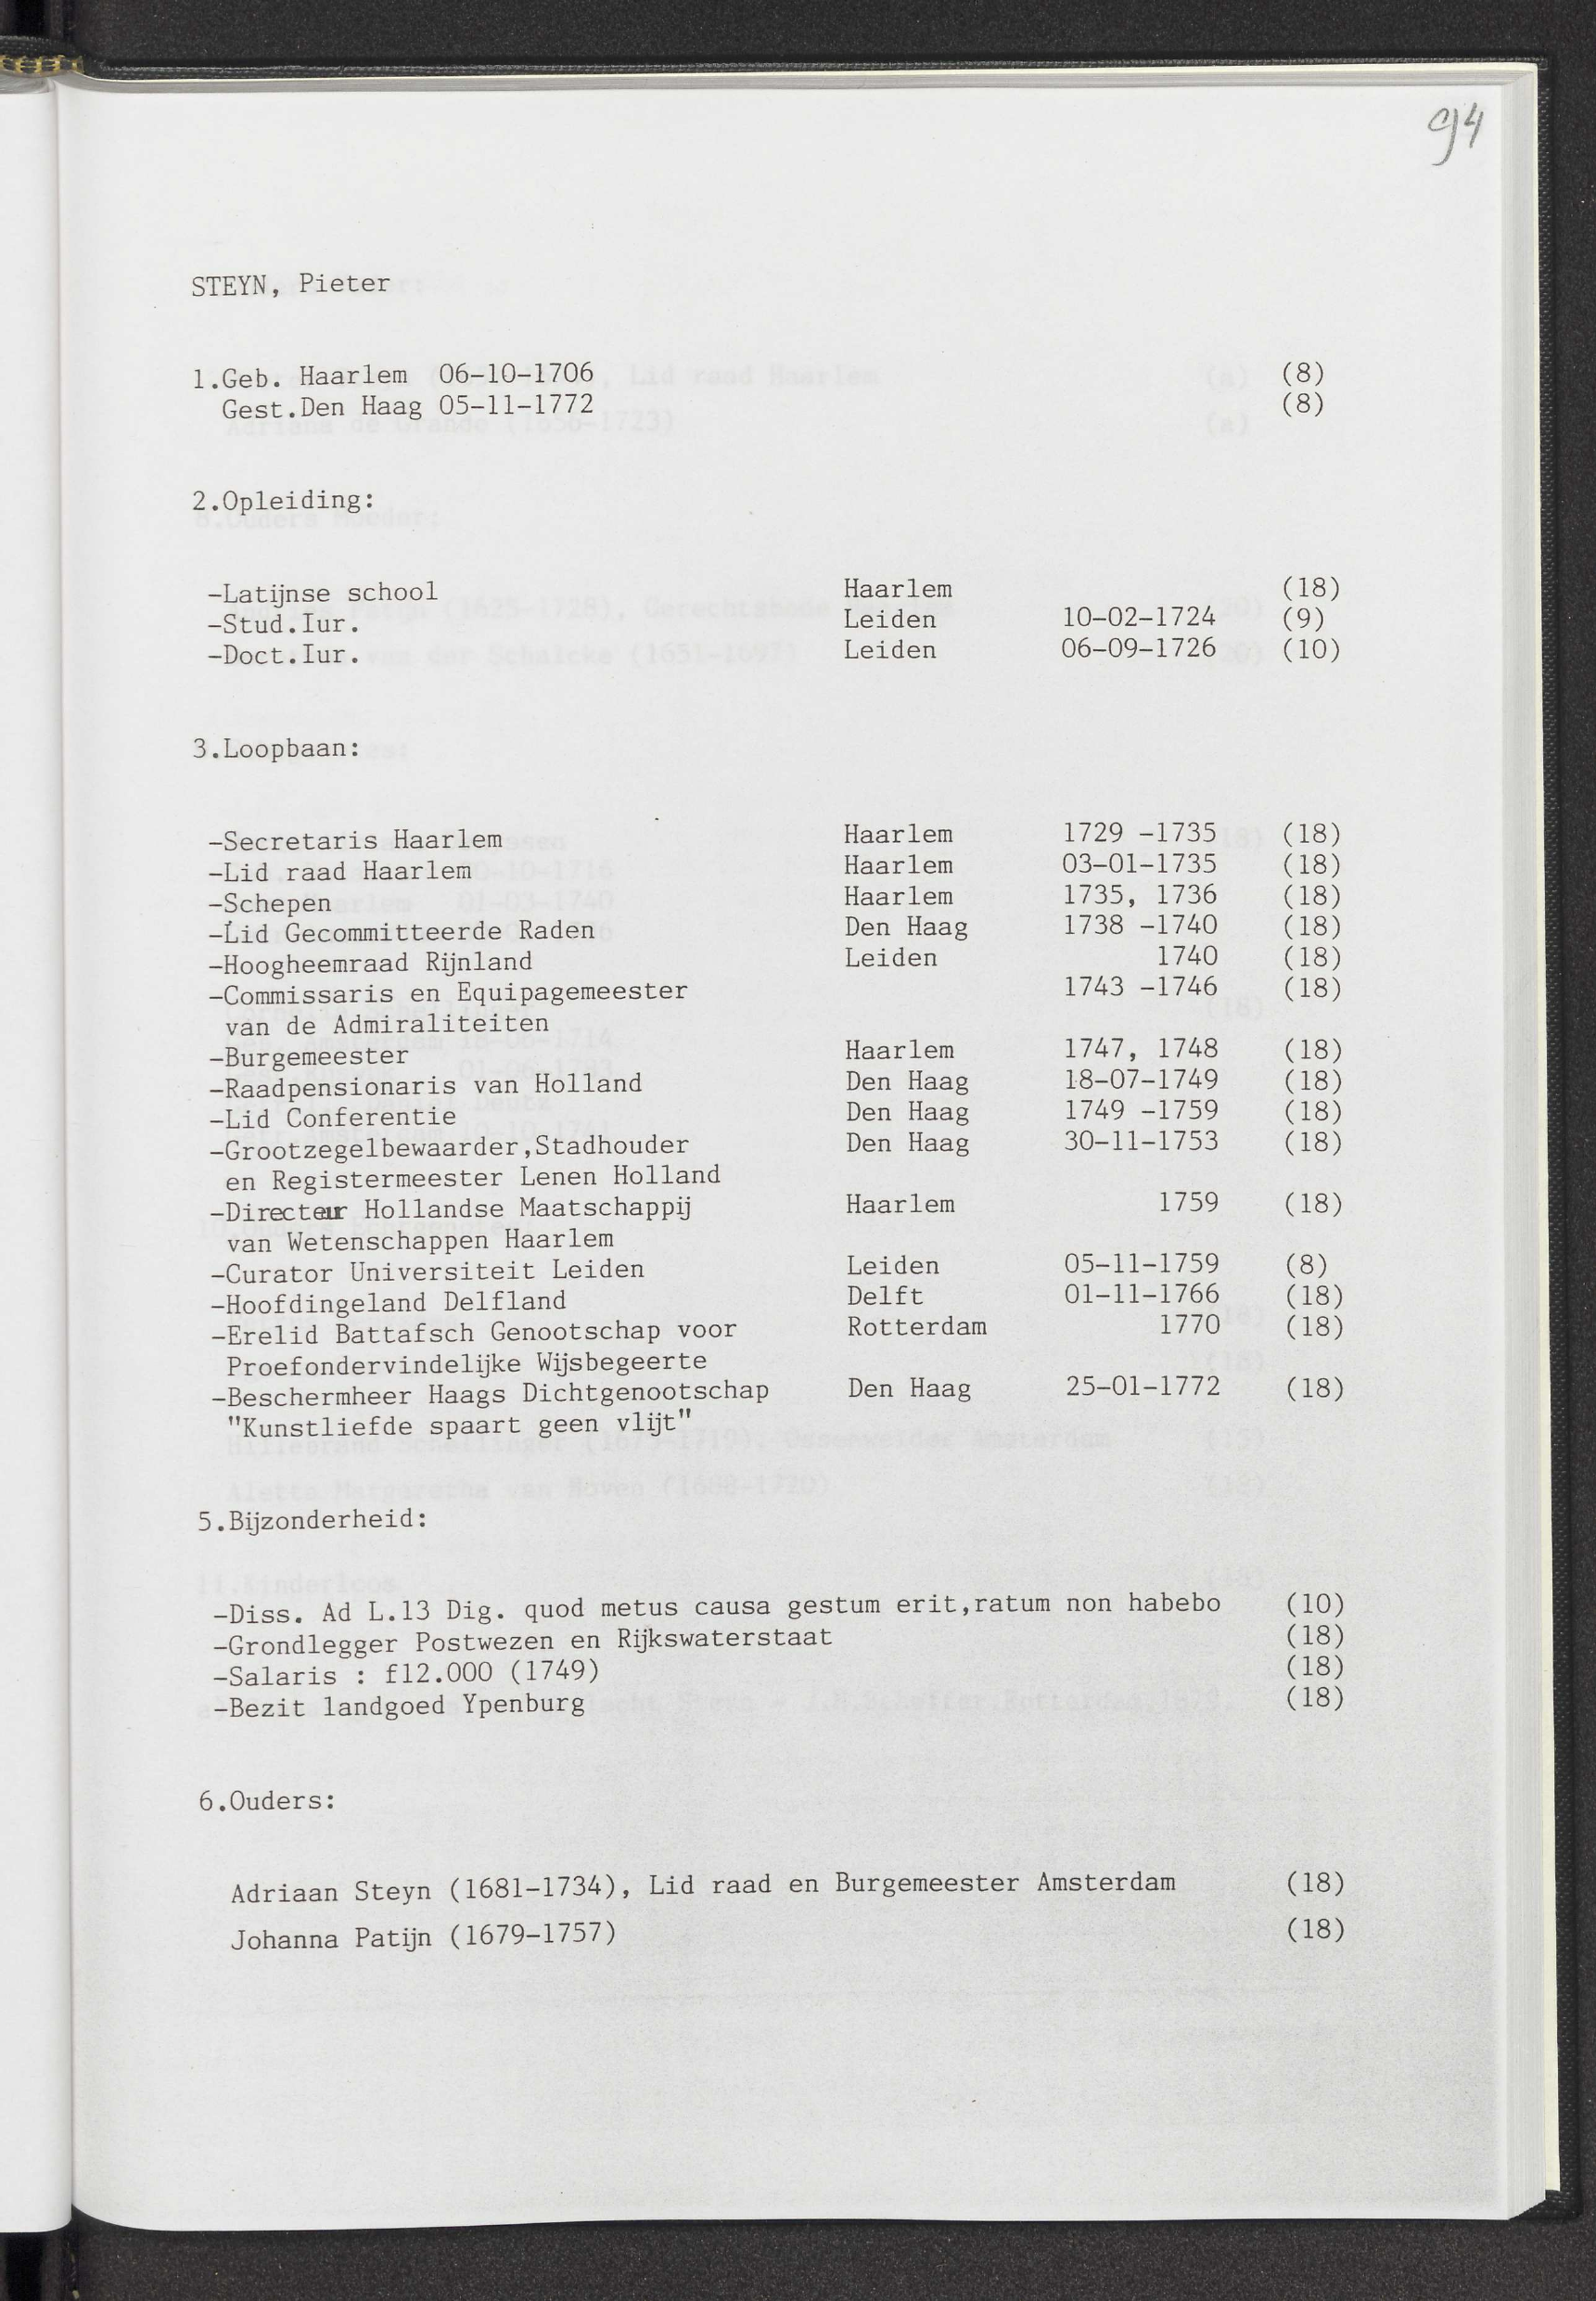 94
STEYN, Pieter
1.Geb. Haarlem 06-10-1706 (8)
Gest.Den Haag 05-11-1772 (8)
2.Opleiding:
-Latijnse school Haarlem (18)
-Stud.Iur. Leiden 10-02-1724 (9)
-Doct.Iur. Leiden 06-09-1726 (10)
3.Loopbaan:
-Secretaris Haarlem Haarlem 1729 -1735 (18)
-Lid raad Haarlem Haarlem 03-01-1735 (18)
-Schepen Haarlem 1735, 1736 (18)
-Lid Gecommitteerde Raden Den Haag 1738 -1740 (18)
-Hoogheemraad Rijnland Leiden 1740 (18)
-Commissaris en Equipagemeester 1743 -1746 (18)
van de Admiraliteiten
-Burgemeester Haarlem 1747, 1748 (18)
-Raadpensionaris van Holland Den Haag 18-07-1749 (18)
-Lid Conferentie Den Haag 1749 -1759 (18)
-Grootzegelbewaarder,Stadhouder Den Haag 30-11-1753 (18)
en Registermeester Lenen Holland
-Directeur Hollandse Maatschappij Haarlem 1759 (18)
van Wetenschappen Haarlem
-Curator Universiteit Leiden Leiden 05-11-1759 (8)
-Hoofdingeland Delfland Delft 01-11-1766 (18)
-Erelid Battafsch Genootschap voor Rotterdam 1770 (18)
Proefondervindelijke Wijsbegeerte
-Beschermheer Haags Dichtgenootschap Den Haag 25-01-1772 (18)
"Kunstliefde spaart geen vlijt"
5.Bijzonderheid:
-Diss. Ad L.13 Dig. quod metus causa gestum erit,ratum non habebo (10)
-Grondlegger Postwezen en Rijkswaterstaat (18)
-Salaris : f12.000 (1749) (18)
-Bezit landgoed Ypenburg (18)
6.Ouders:
Adriaan Steyn (1681-1734), Lid raad en Burgemeester Amsterdam (18)
Johanna Patijn (1679-1757) (18)